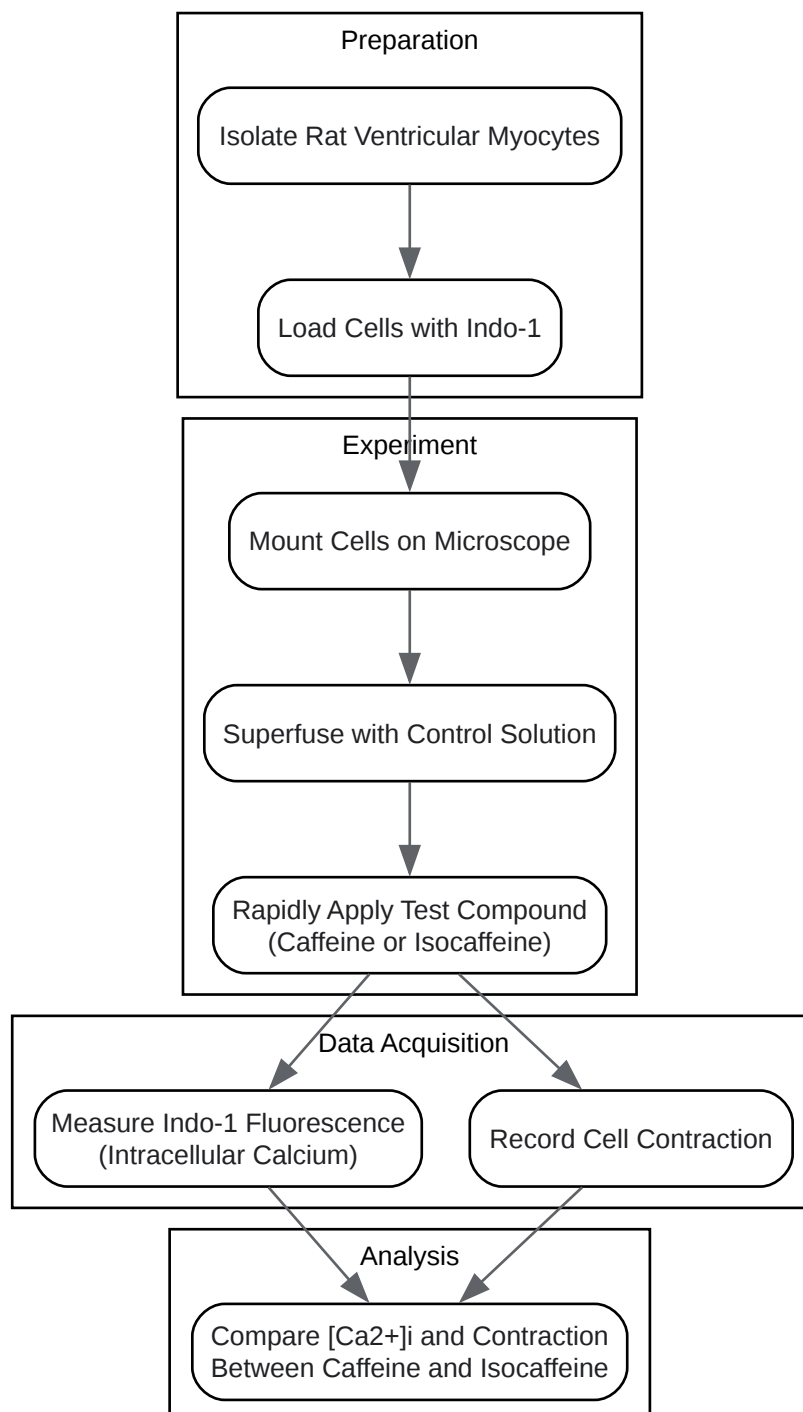 Preparation
Isolate Rat Ventricular Myocytes
Load Cells with Indo-1
Experiment
Mount Cells on Microscope
Superfuse with Control Solution
Rapidly Apply Test Compound
(Caffeine or Isocaffeine)
Data Acquisition
Measure Indo-1 Fluorescence
(Intracellular Calcium)
Record Cell Contraction
Analysis
Compare [Ca2+]i and Contraction
Between Caffeine and Isocaffeine